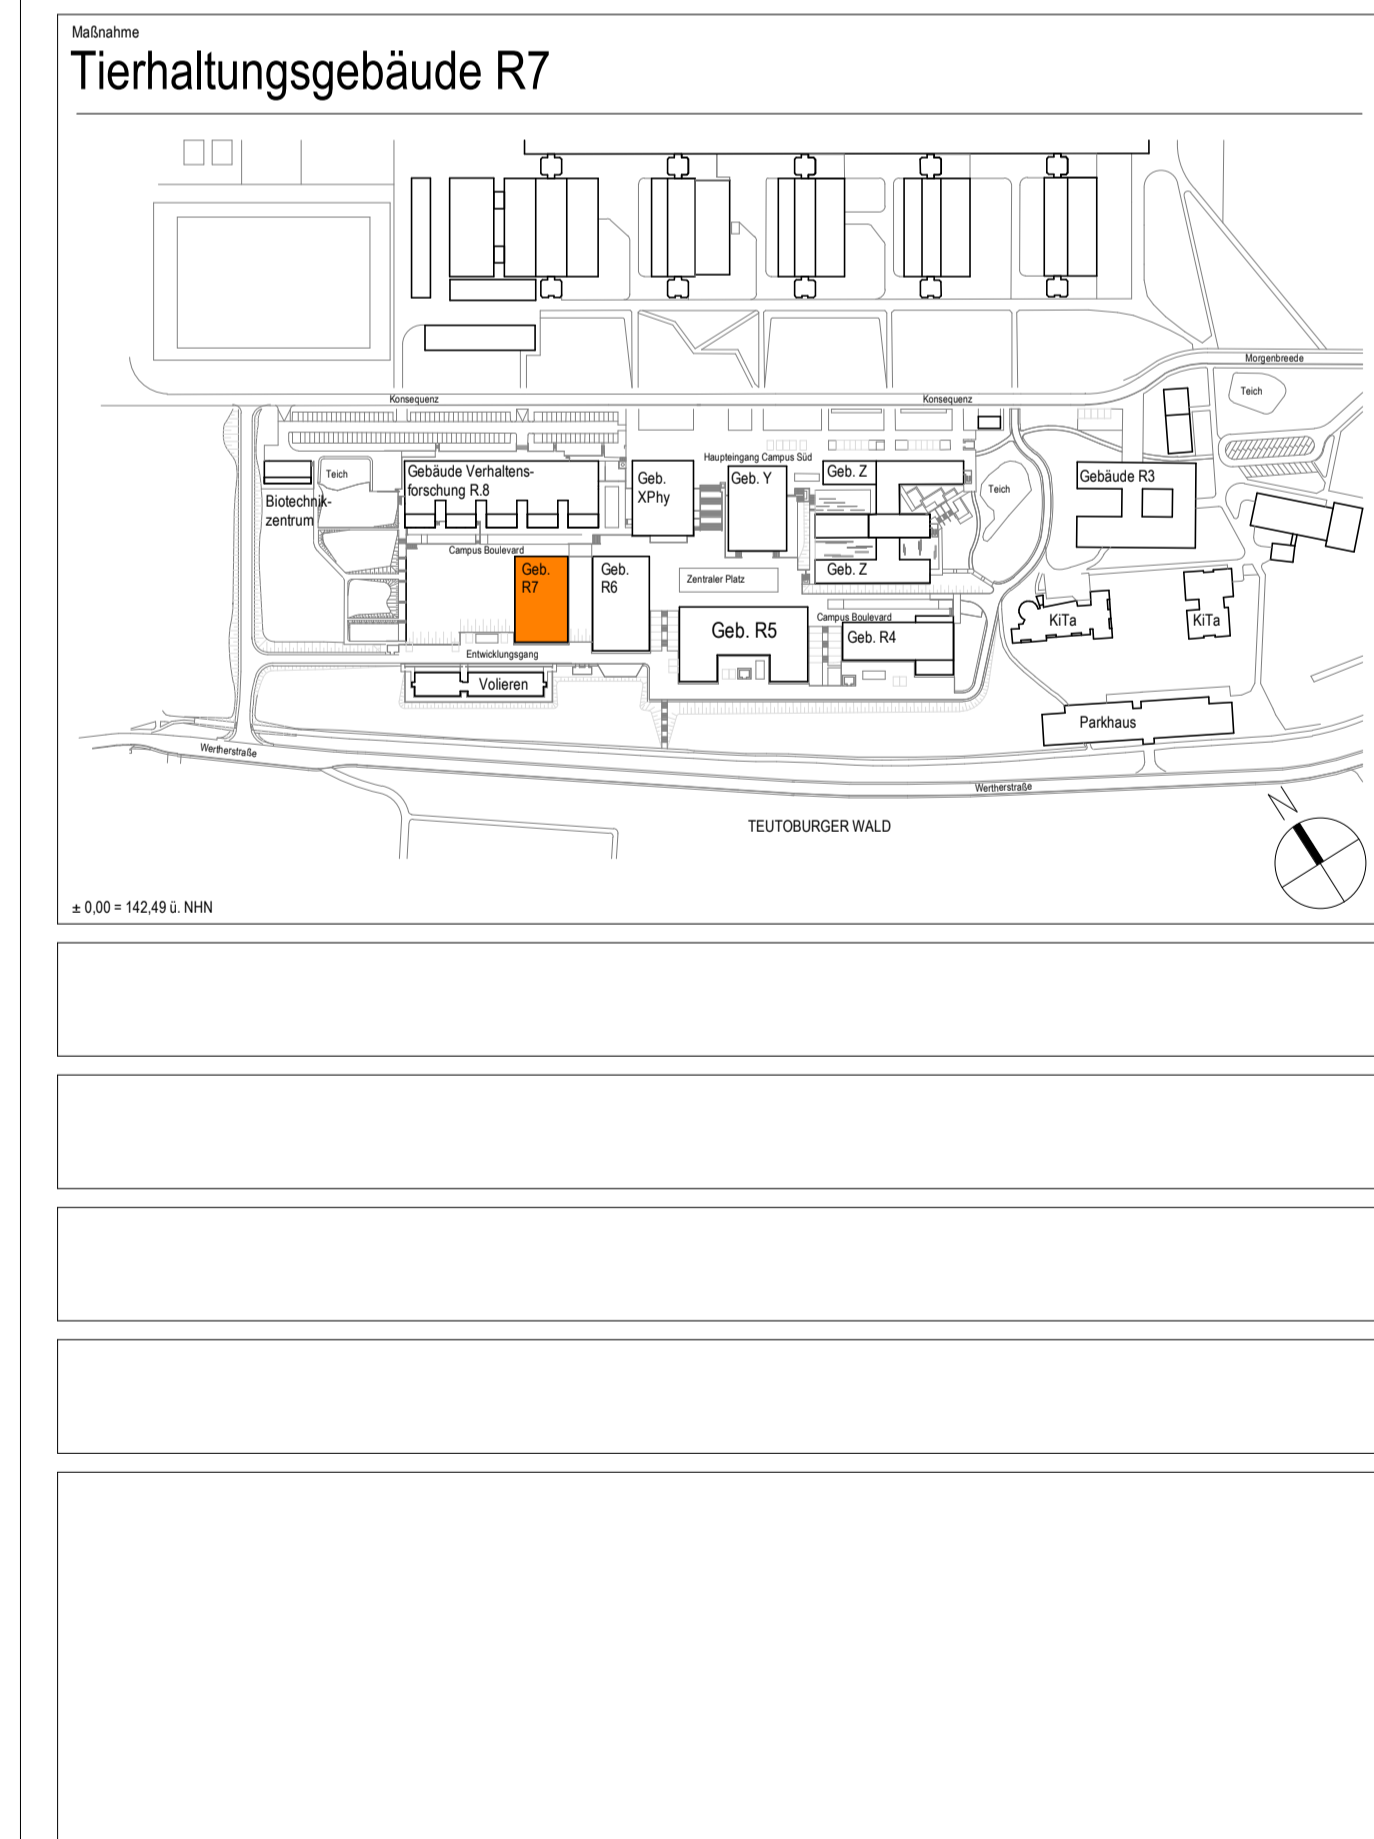 Maßnahme
Tierhaltungsgebäude R7
Morgenbreede
Konsequenz
Konsequenz
Teich
Haupteingang Campus Süd
Teich
Gebäude Verhaltens-
forschung R.8
Geb.
XPhy
Geb. Y
Geb. Z
Teich
Gebäude R3
Biotechnik-
zentrum
Campus Boulevard
Geb.
R7
Geb.
R6
Zentraler Platz
Geb. Z
Campus Boulevard
KiTa
KiTa
Geb. R5
Geb. R4
Entwicklungsgang
Volieren
Parkhaus
Wertherstraße
Wertherstraße
TEUTOBURGER WALD
N
± 0,00 = 142,49 ü. NHN